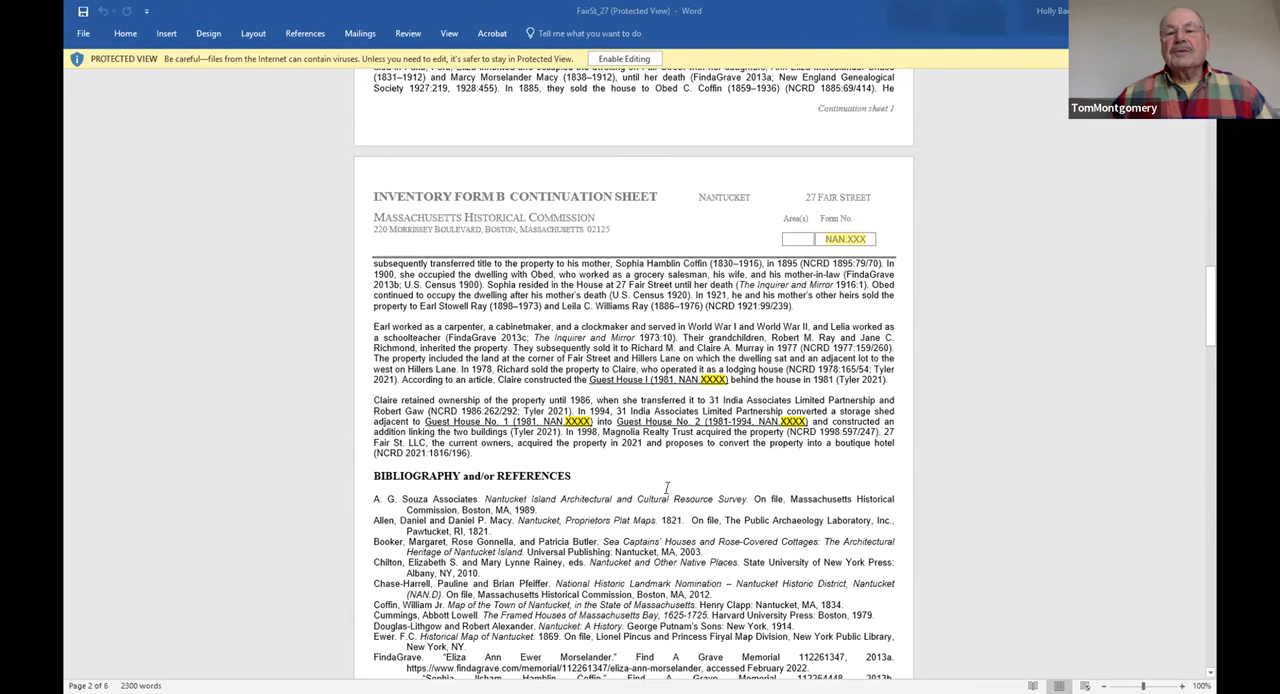 FairSt_27 (Protected View) - Word
Holly Bac
File Home Insert Design Layout References Mailings Review View Acrobat Tell me what you want to do
PROTECTED VIEW Be careful—files from the Internet can contain viruses. Unless you need to edit, it's safer to stay in Protected View. Enable Editing
TomMontgomery
(1831–1912) and Marcy Morselander Macy (1838–1912), until her death (FindaGrave 2013a; New England Genealogical
Society 1927:219, 1928:455). In 1885, they sold the house to Obed C. Coffin (1859–1936) (NCRD 1885:69/414). He
Continuation sheet 1
INVENTORY FORM B CONTINUATION SHEET NANTUCKET 27 FAIR STREET
MASSACHUSETTS HISTORICAL COMMISSION Area(s) Form No.
220 MORRISSEY BOULEVARD, BOSTON, MASSACHUSETTS 02125
NAN.XXX
subsequently transferred title to the property to his mother, Sophia Hamblin Coffin (1830–1916), in 1895 (NCRD 1895:79/70). In
1900, she occupied the dwelling with Obed, who worked as a grocery salesman, his wife, and his mother-in-law (FindaGrave
2013b; U.S. Census 1900). Sophia resided in the House at 27 Fair Street until her death (The Inquirer and Mirror 1916:1). Obed
continued to occupy the dwelling after his mother's death (U.S. Census 1920). In 1921, he and his mother's other heirs sold the
property to Earl Stowell Ray (1898–1973) and Leila C. Williams Ray (1886–1976) (NCRD 1921:99/239).
Earl worked as a carpenter, a cabinetmaker, and a clockmaker and served in World War I and World War II, and Lelia worked as
a schoolteacher (FindaGrave 2013c; The Inquirer and Mirror 1973:10). Their grandchildren, Robert M. Ray and Jane C.
Richmond, inherited the property. They subsequently sold it to Richard M. and Claire A. Murray in 1977 (NCRD 1977:159/260).
The property included the land at the corner of Fair Street and Hillers Lane on which the dwelling sat and an adjacent lot to the
west on Hillers Lane. In 1978, Richard sold the property to Claire, who operated it as a lodging house (NCRD 1978:165/54; Tyler
2021). According to an article, Claire constructed the Guest House I (1981, NAN.XXXX) behind the house in 1981 (Tyler 2021).
Claire retained ownership of the property until 1986, when she transferred it to 31 India Associates Limited Partnership and
Robert Gaw (NCRD 1986:262/292; Tyler 2021). In 1994, 31 India Associates Limited Partnership converted a storage shed
adjacent to Guest House No. 1 (1981, NAN.XXXX) into Guest House No. 2 (1981-1994, NAN.XXXX) and constructed an
addition linking the two buildings (Tyler 2021). In 1998, Magnolia Realty Trust acquired the property (NCRD 1998:597/247). 27
Fair St. LLC, the current owners, acquired the property in 2021 and proposes to convert the property into a boutique hotel
(NCRD 2021:1816/196).
BIBLIOGRAPHY and/or REFERENCES
A. G. Souza Associates. Nantucket Island Architectural and Cultural Resource Survey. On file, Massachusetts Historical
Commission, Boston, MA, 1989.
Allen, Daniel and Daniel P. Macy. Nantucket, Proprietors Plat Maps. 1821. On file, The Public Archaeology Laboratory, Inc.,
Pawtucket, RI, 1821.
Booker, Margaret, Rose Gonnella, and Patricia Butler. Sea Captains' Houses and Rose-Covered Cottages: The Architectural
Heritage of Nantucket Island. Universal Publishing: Nantucket, MA, 2003.
Chilton, Elizabeth S. and Mary Lynne Rainey, eds. Nantucket and Other Native Places. State University of New York Press:
Albany, NY, 2010.
Chase-Harrell, Pauline and Brian Pfeiffer. National Historic Landmark Nomination – Nantucket Historic District, Nantucket
(NAN.D). On file, Massachusetts Historical Commission, Boston, MA, 2012.
Coffin, William Jr. Map of the Town of Nantucket, in the State of Massachusetts. Henry Clapp: Nantucket, MA, 1834.
Cummings, Abbott Lowell. The Framed Houses of Massachusetts Bay, 1625-1725. Harvard University Press: Boston, 1979.
Douglas-Lithgow and Robert Alexander. Nantucket: A History. George Putnam's Sons: New York, 1914.
Ewer. F.C. Historical Map of Nantucket. 1869. On file, Lionel Pincus and Princess Firyal Map Division, New York Public Library,
New York, NY.
FindaGrave. "Eliza Ann Ewer Morselander." Find A Grave Memorial 112261347, 2013a.
https://www.findagrave.com/memorial/112261347/eliza-ann-morselander, accessed February 2022.
Page 2 of 6 2300 words 100%